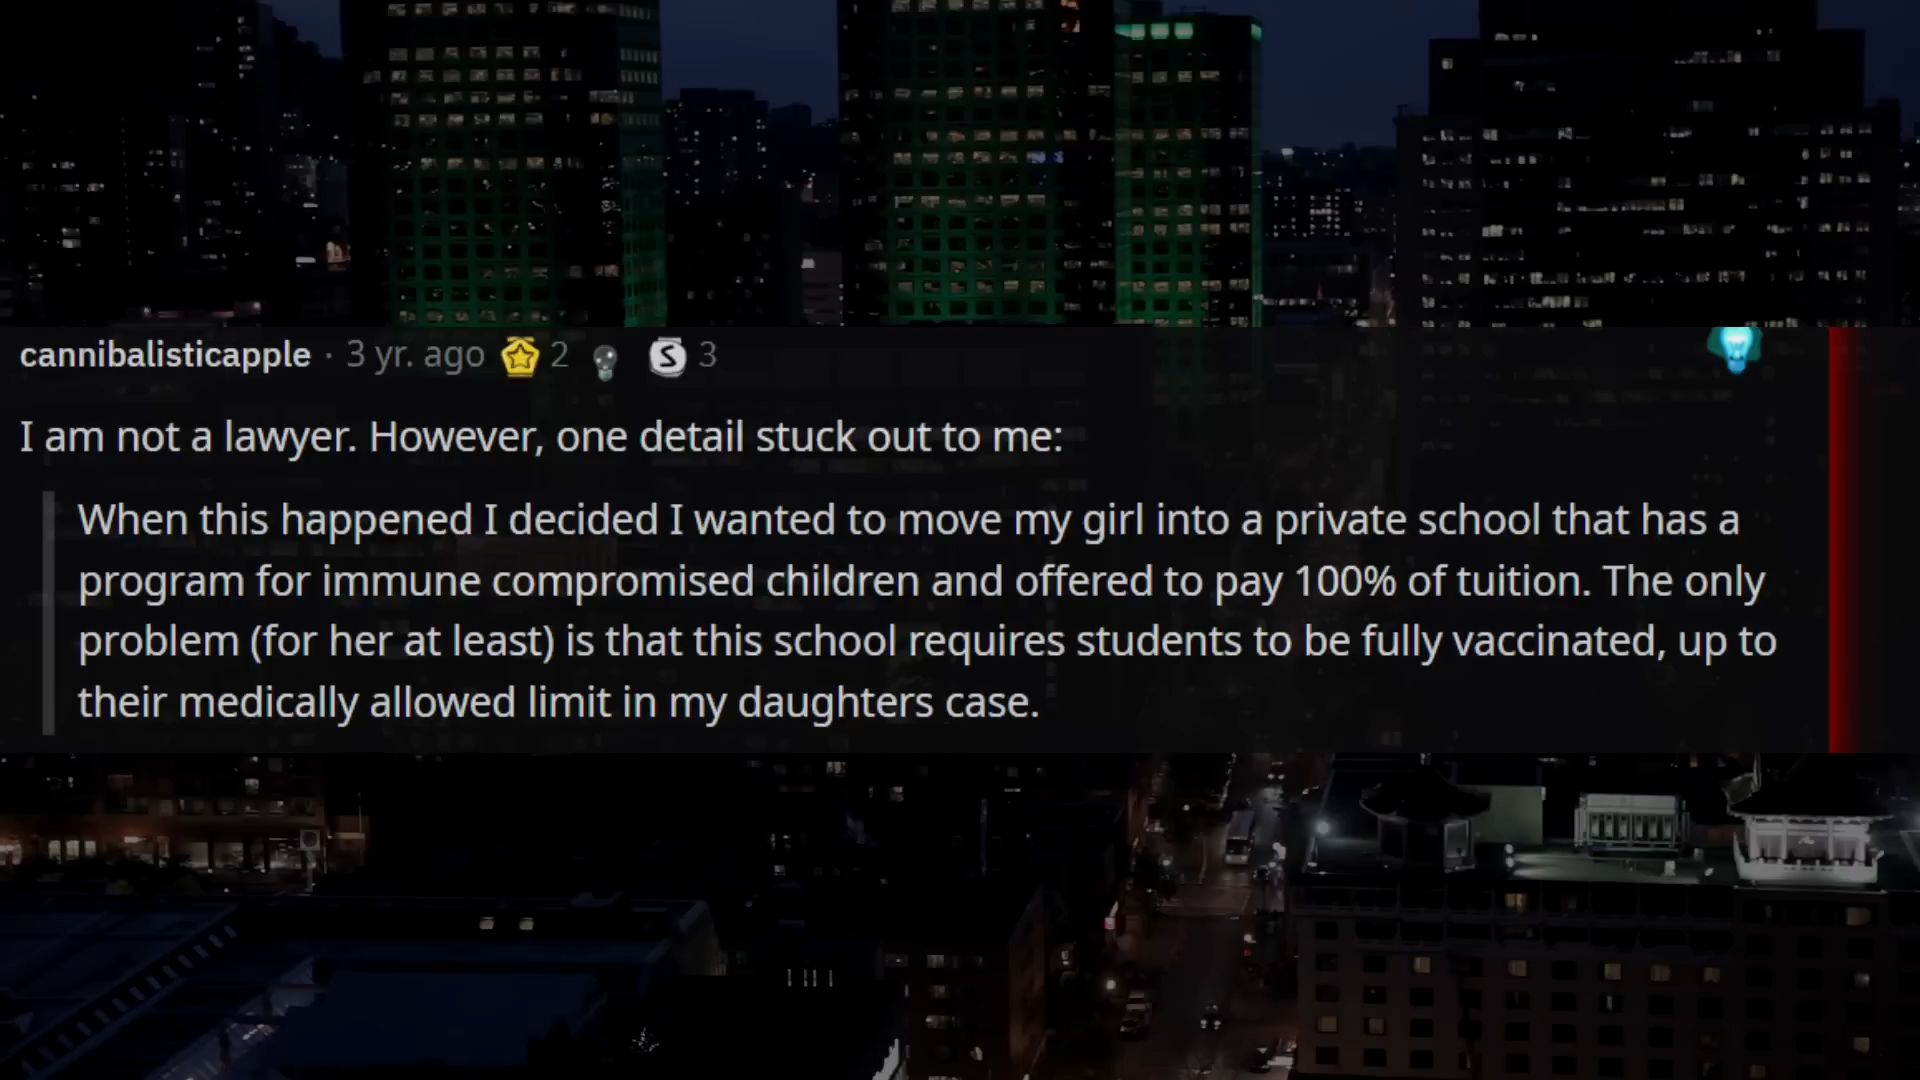 cannibalisticapple · 3 yr. ago 2 S 3
I am not a lawyer. However, one detail stuck out to me:
When this happened I decided I wanted to move my girl into a private school that has a
program for immune compromised children and offered to pay 100% of tuition. The only
problem (for her at least) is that this school requires students to be fully vaccinated, up to
their medically allowed limit in my daughters case.